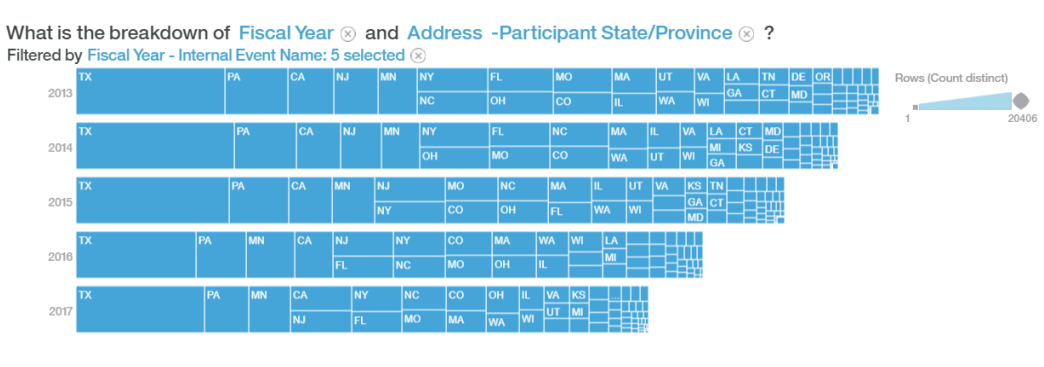 What is the breakdown of Fiscal Year and Address -Participant State/Province ?
Filtered by Fiscal Year - Internal Event Name: 5 selected
Rows (Count distinct)
1 20406
2013
TX PA CA NJ MN NY FL MO MA UT VA LA TN DE OR
NC OH CO IL WA WI GA CT MD
2014
TX PA CA NJ MN NY FL NC MA IL VA LA CT MD
OH MO CO WA UT WI MI KS DE
GA
2015
TX PA CA MN NJ MO NC MA IL UT VA KS TN
NY CO OH FL WA WI GA CT
MD
2016
TX PA MN CA NJ NY CO MA WA WI LA
FL NC MO OH IL MI
2017
TX PA MN CA NY NC CO OH IL VA KS ...
NJ FL MO MA WA WI UT MI